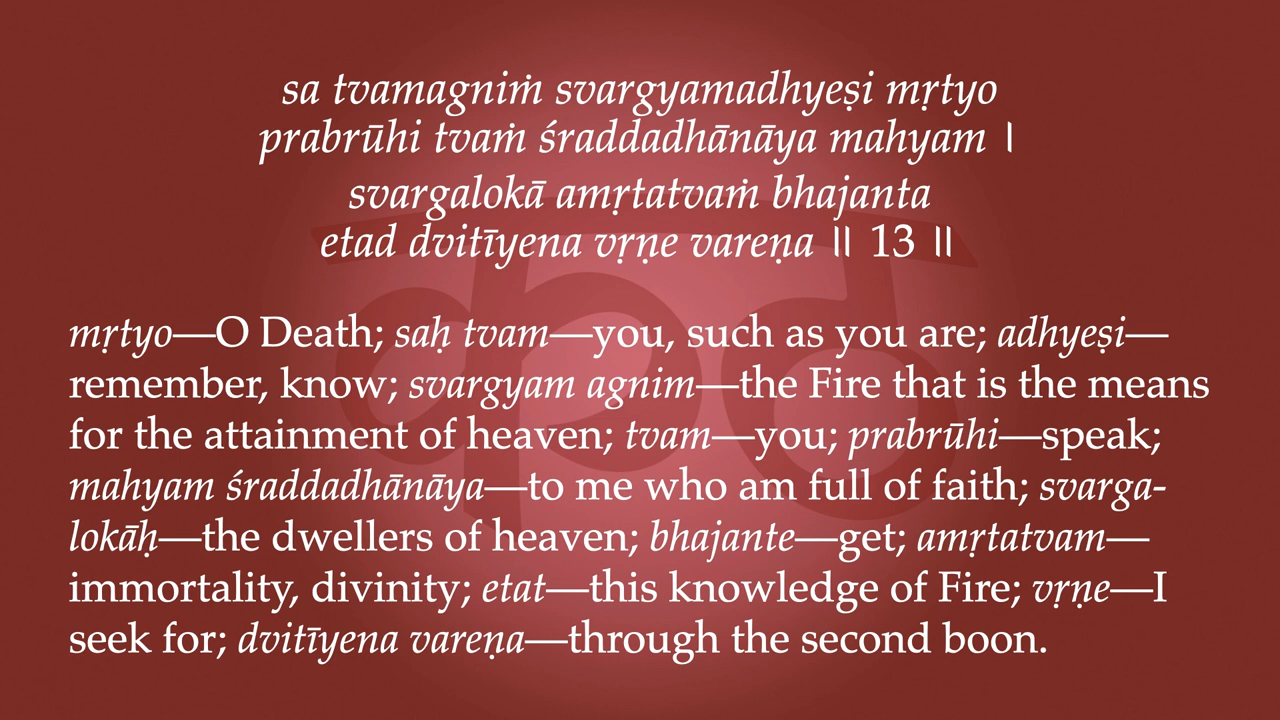 sa tvamagniṁ svargyamadhyeṣi mṛtyo
prabrūhi tvaṁ śraddadhānāya mahyam ।
svargalokā amṛtatvaṁ bhajanta
etad dvitīyena vṛṇe vareṇa ॥ 13 ॥
mṛtyo—O Death; saḥ tvam—you, such as you are; adhyeṣi—
remember, know; svargyam agnim—the Fire that is the means
for the attainment of heaven; tvam—you; prabrūhi—speak;
mahyam śraddadhānāya—to me who am full of faith; svarga-
lokāḥ—the dwellers of heaven; bhajante—get; amṛtatvam—
immortality, divinity; etat—this knowledge of Fire; vṛṇe—I
seek for; dvitīyena vareṇa—through the second boon.